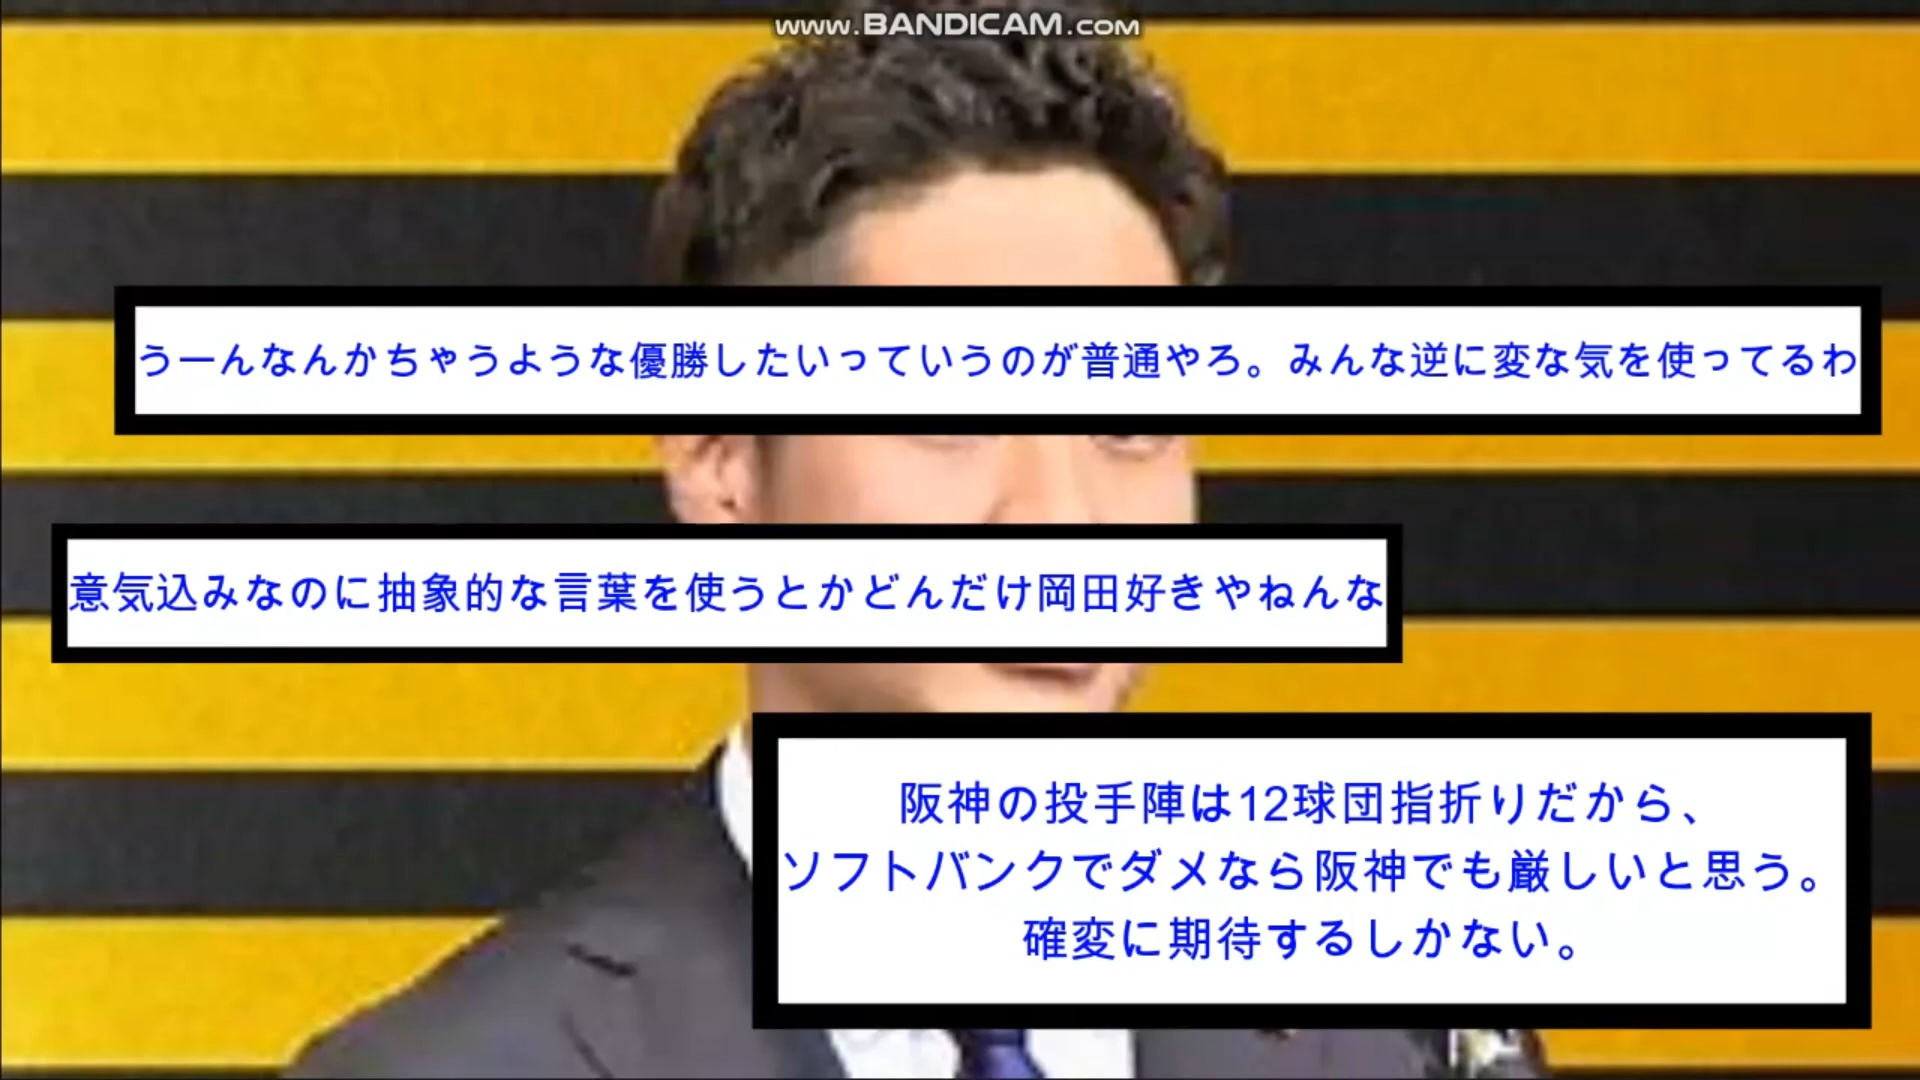 www.BANDICAM.com
うーんなんかちゃうような優勝したいっていうのが普通やろ。みんな逆に変な気を使ってるわ
意気込みなのに抽象的な言葉を使うとかどんだけ岡田好きやねんな
阪神の投手陣は12球団指折りだから、
ソフトバンクでダメなら阪神でも厳しいと思う。
確変に期待するしかない。